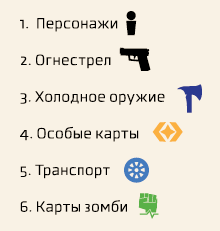 1. Персонажи
2. Огнестрел
3. Холодное оружие
4. Особые карты
5. Транспорт
6. Карты зомби